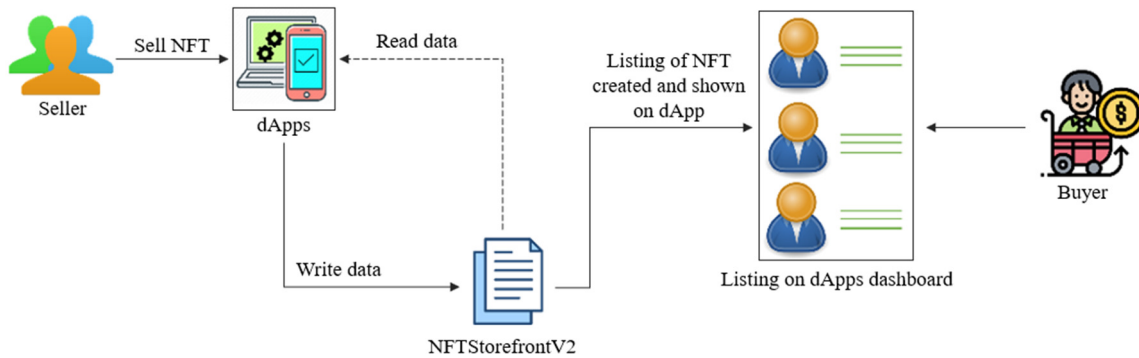 Sell NFT
Seller
dApps
Read data
Write data
NFTStorefrontV2
Listing of NFT
created and shown
on dApp
Listing on dApps dashboard
$
Buyer